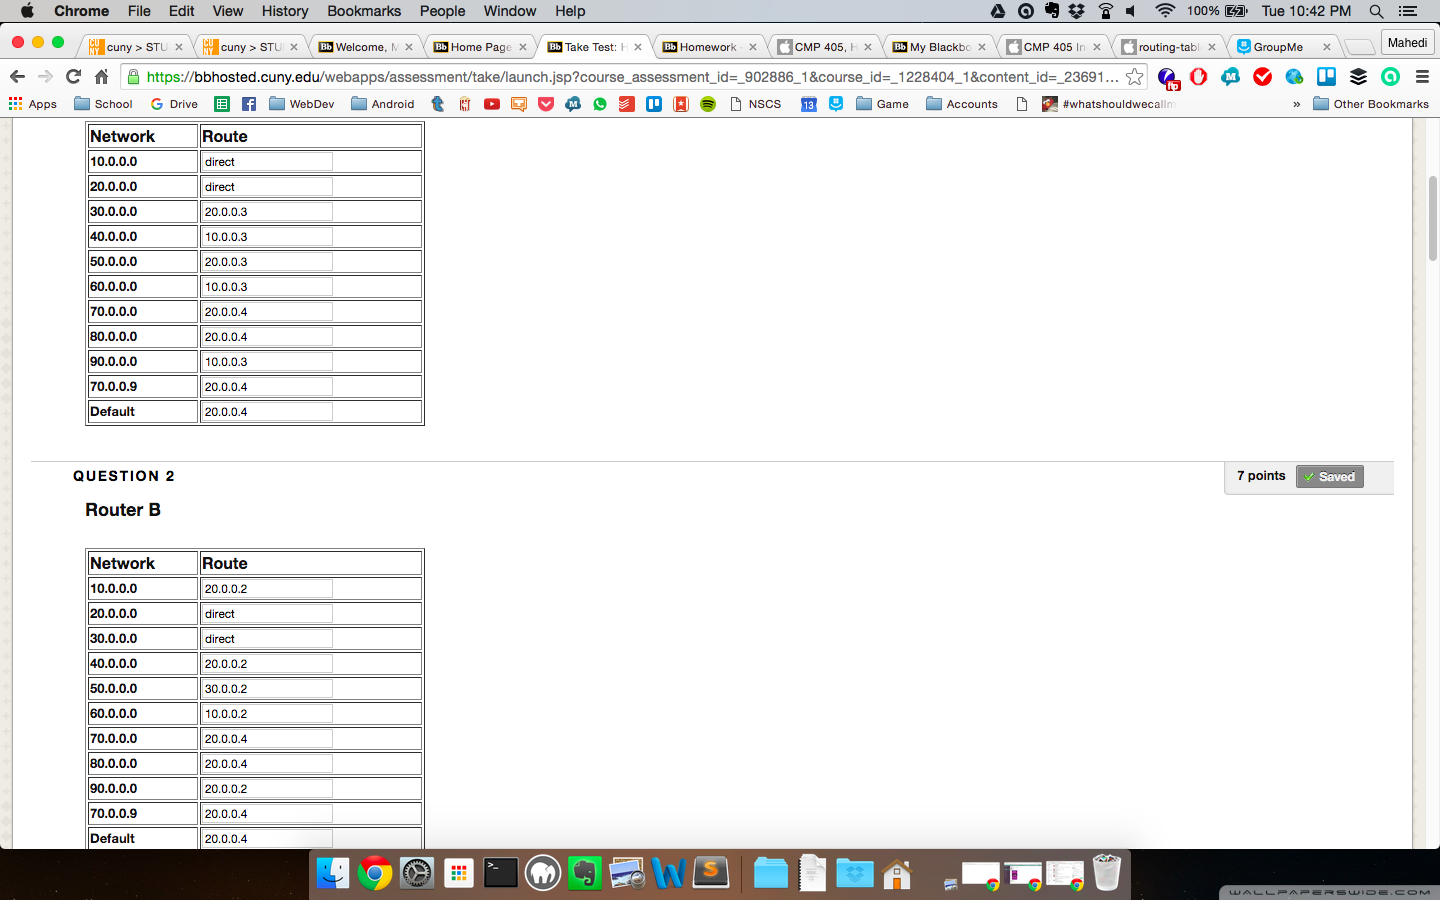 Chrome File Edit View History Bookmarks People Window Help 100% Tue 10:42 PM
cuny > STU cuny > STU Bb Welcome, M Bb Home Page Bb Take Test: H Bb Homework - CMP 405, H Bb My Blackbo CMP 405 In routing-tabl GroupMe Mahedi
https://bbhosted.cuny.edu/webapps/assessment/take/launch.jsp?course_assessment_id=_902886_1&course_id=_1228404_1&content_id=_23691...
Apps School Drive WebDev Android NSCS 13 Game Accounts #whatshouldwecallm » Other Bookmarks
Network Route
10.0.0.0 direct
20.0.0.0 direct
30.0.0.0 20.0.0.3
40.0.0.0 10.0.0.3
50.0.0.0 20.0.0.3
60.0.0.0 10.0.0.3
70.0.0.0 20.0.0.4
80.0.0.0 20.0.0.4
90.0.0.0 10.0.0.3
70.0.0.9 20.0.0.4
Default 20.0.0.4
QUESTION 2 7 points Saved
Router B
Network Route
10.0.0.0 20.0.0.2
20.0.0.0 direct
30.0.0.0 direct
40.0.0.0 20.0.0.2
50.0.0.0 30.0.0.2
60.0.0.0 10.0.0.2
70.0.0.0 20.0.0.4
80.0.0.0 20.0.0.4
90.0.0.0 20.0.0.2
70.0.0.9 20.0.0.4
Default 20.0.0.4
WALLPAPERSWIDE.COM